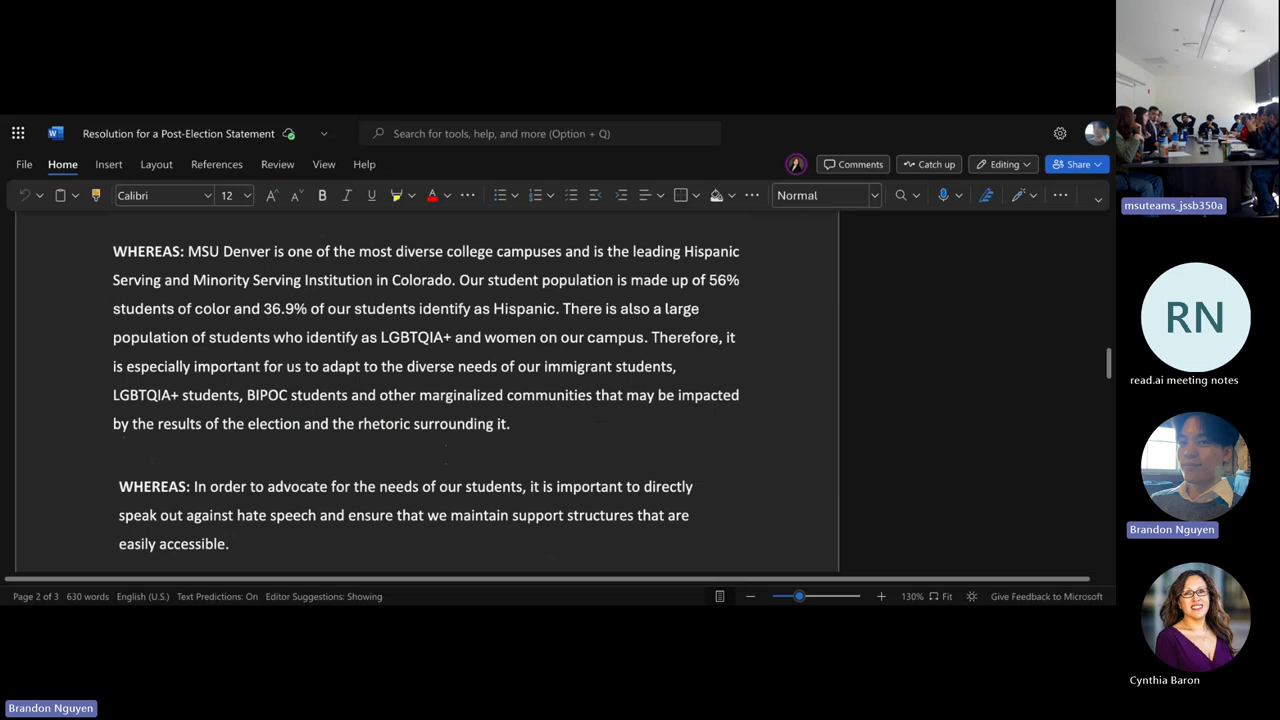 Resolution for a Post-Election Statement
Search for tools, help, and more (Option + Q)
File Home Insert Layout References Review View Help
Comments Catch up Editing Share
Calibri 12 Normal
WHEREAS: MSU Denver is one of the most diverse college campuses and is the leading Hispanic
Serving and Minority Serving Institution in Colorado. Our student population is made up of 56%
students of color and 36.9% of our students identify as Hispanic. There is also a large
population of students who identify as LGBTQIA+ and women on our campus. Therefore, it
is especially important for us to adapt to the diverse needs of our immigrant students,
LGBTQIA+ students, BIPOC students and other marginalized communities that may be impacted
by the results of the election and the rhetoric surrounding it.
WHEREAS: In order to advocate for the needs of our students, it is important to directly
speak out against hate speech and ensure that we maintain support structures that are
easily accessible.
Page 2 of 3 630 words English (U.S.) Text Predictions: On Editor Suggestions: Showing 130% Fit Give Feedback to Microsoft
Brandon Nguyen
msuteams_jssb350a
RN
read.ai meeting notes
Brandon Nguyen
Cynthia Baron